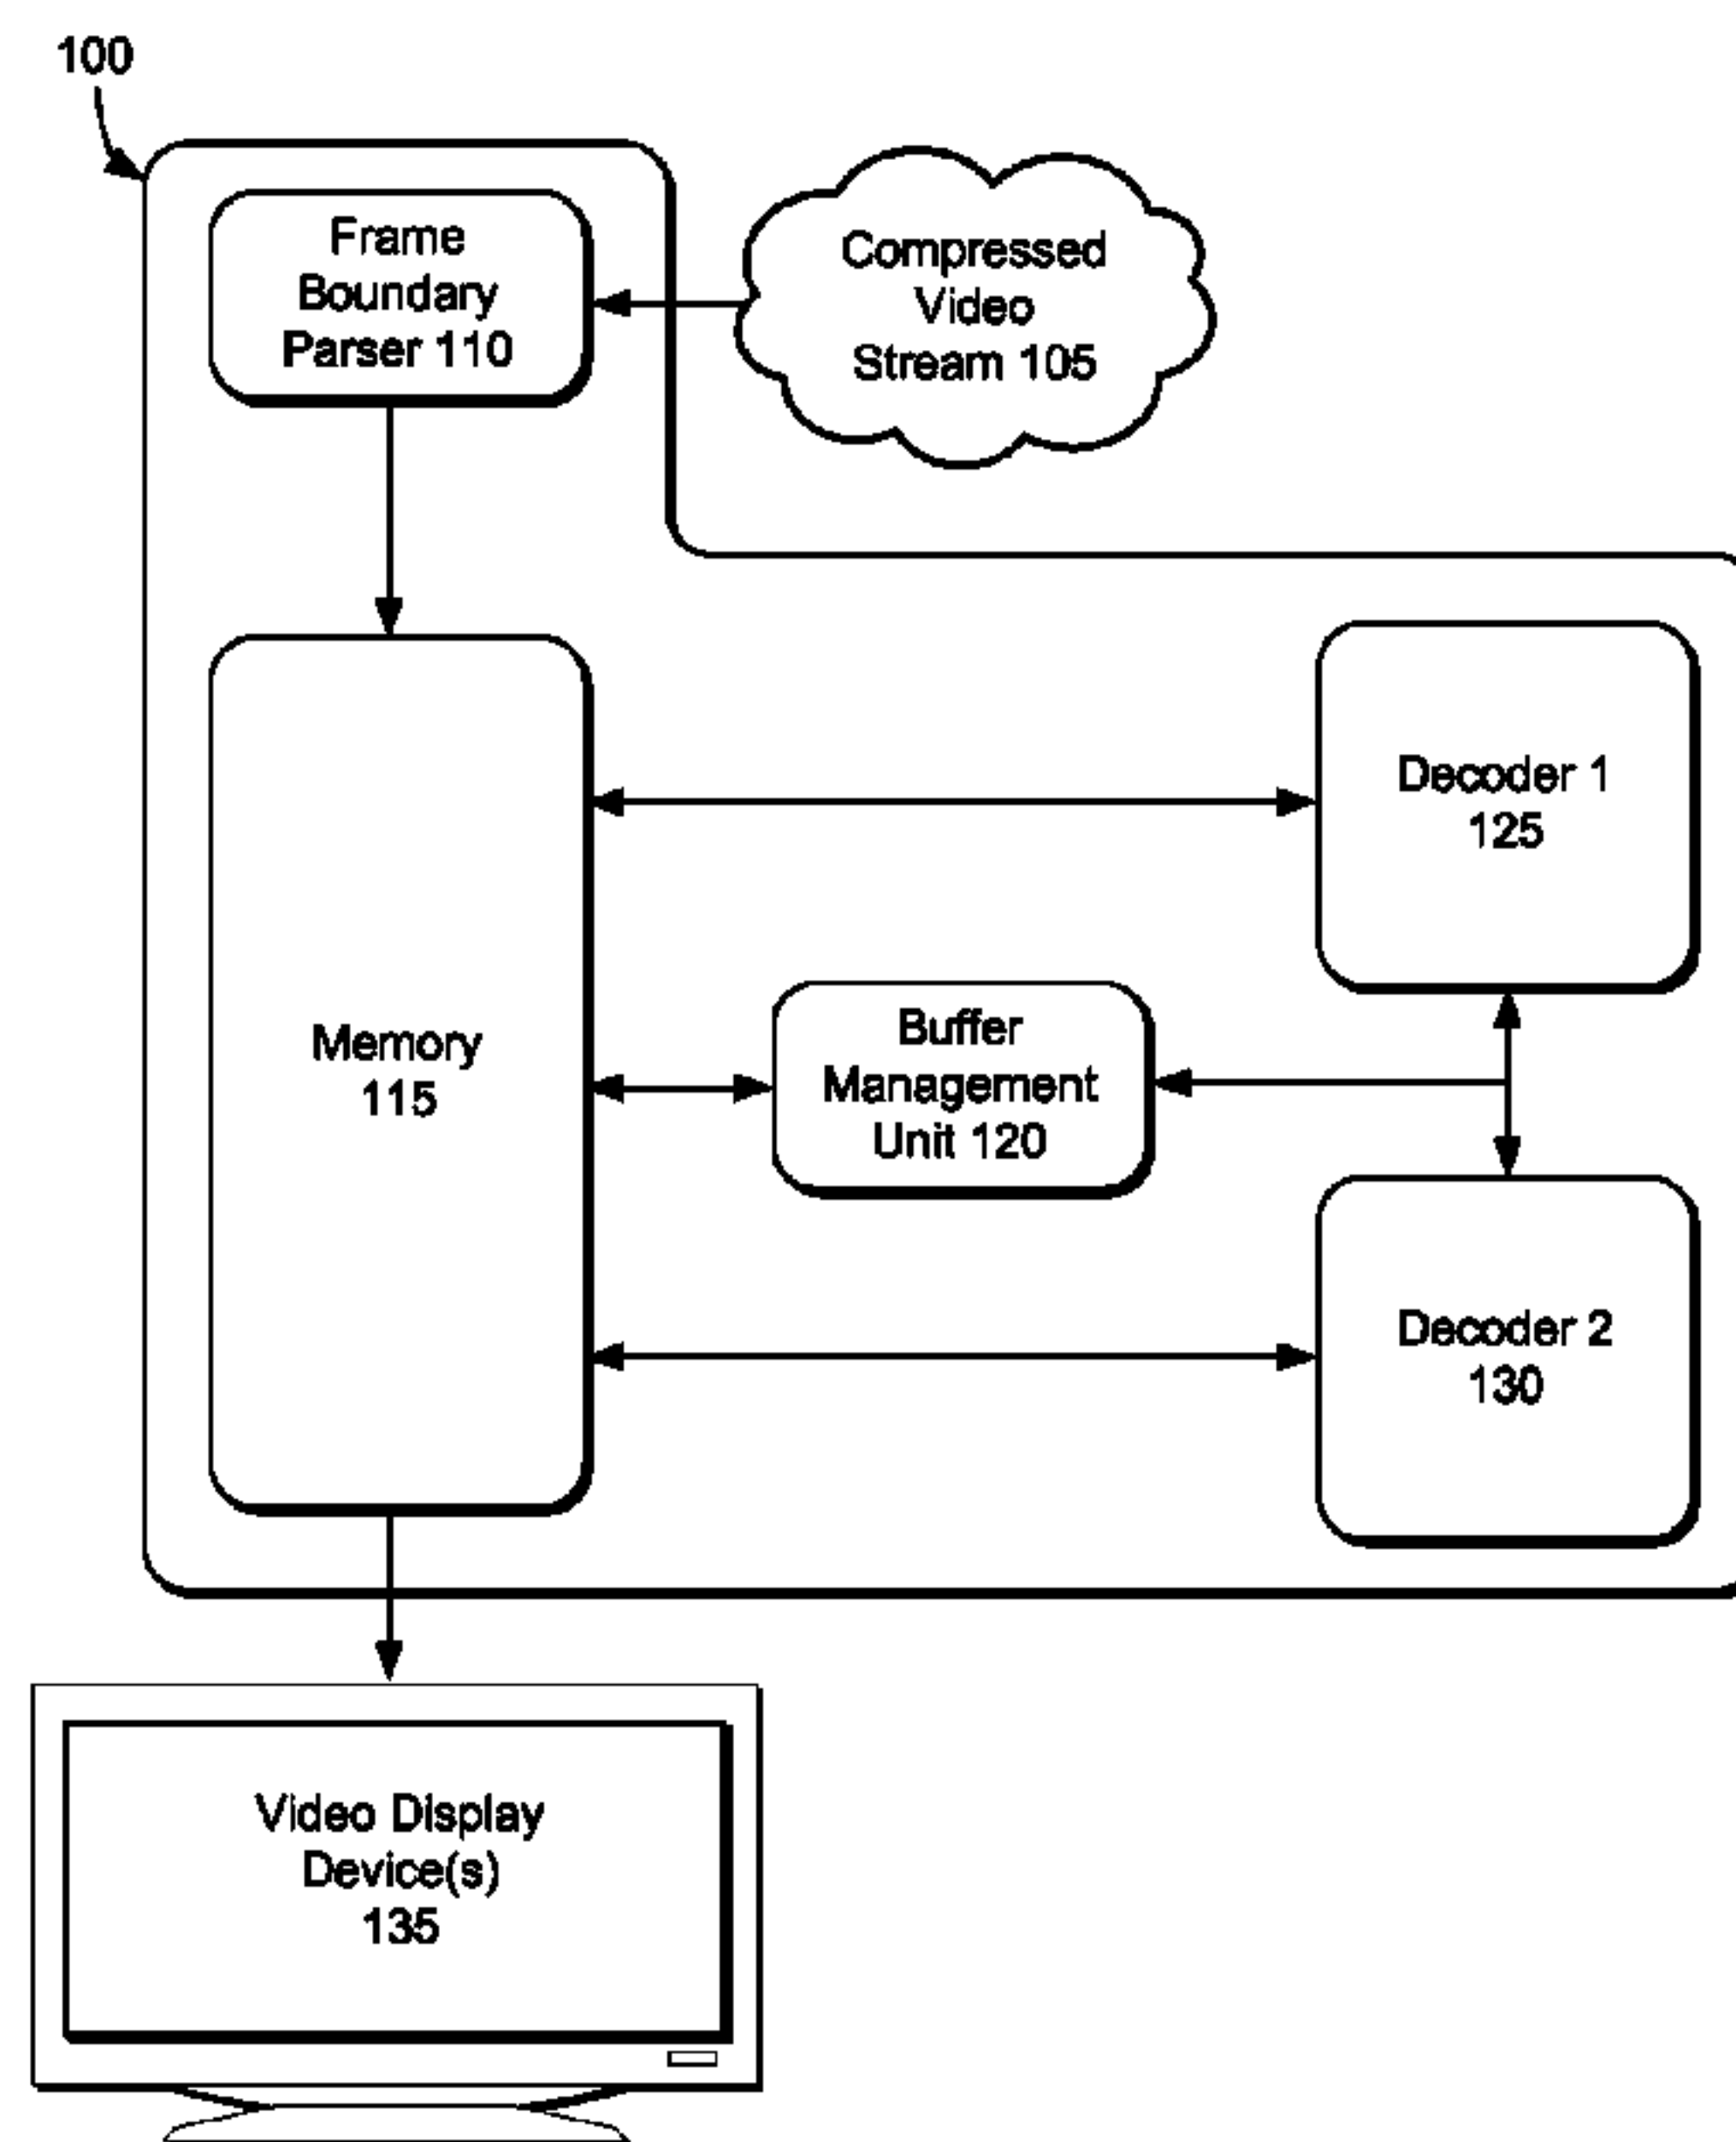 100
Frame
Boundary
Parser 110
Compressed
Video
Stream 105
Decoder 1
125
Memory
115
Buffer
Management
Unit 120
Decoder 2
130
Video Display
Device(s)
135